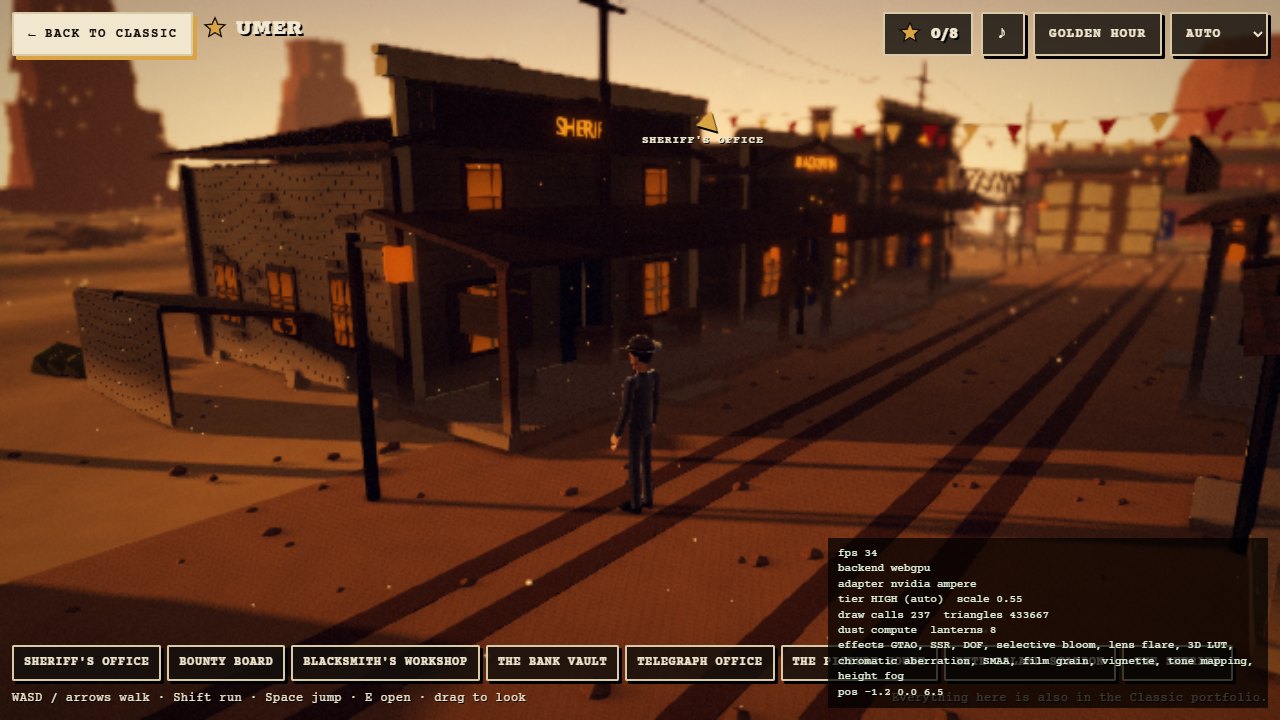 ← BACK TO CLASSIC
UMER
0/8
♪
GOLDEN HOUR
AUTO
SHERIF
SHERIFF'S OFFICE
fps 34
backend webgpu
adapter nvidia ampere
tier HIGH (auto) scale 0.55
draw calls 237 triangles 433667
dust compute lanterns 8
effects GTAO, SSR, DOF, selective bloom, lens flare, 3D LUT,
chromatic aberration, SMAA, film grain, vignette, tone mapping,
height fog
pos -1.2 0.0 6.5
SHERIFF'S OFFICE
BOUNTY BOARD
BLACKSMITH'S WORKSHOP
THE BANK VAULT
TELEGRAPH OFFICE
THE
WASD / arrows walk · Shift run · Space jump · E open · drag to look
Everything here is also in the Classic portfolio.